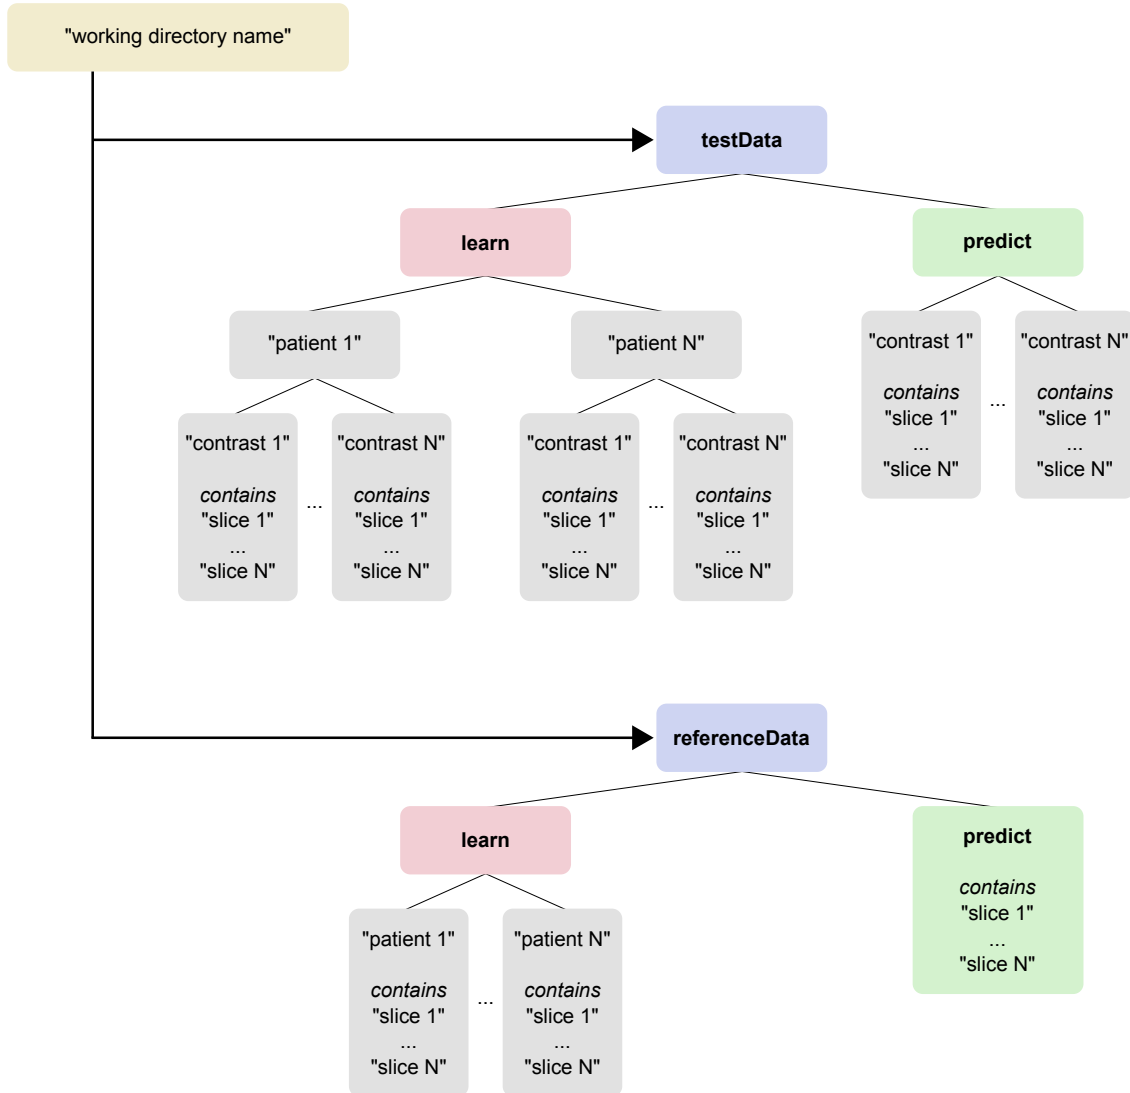 "working directory name"
testData
learn
predict
"patient 1"
"patient N"
"contrast 1"
contains
"slice 1"
...
"slice N"
...
"contrast N"
contains
"slice 1"
...
"slice N"
"contrast 1"
contains
"slice 1"
...
"slice N"
...
"contrast N"
contains
"slice 1"
...
"slice N"
"contrast 1"
contains
"slice 1"
...
"slice N"
...
"contrast N"
contains
"slice 1"
...
"slice N"
referenceData
learn
predict
contains
"slice 1"
...
"slice N"
"patient 1"
contains
"slice 1"
...
"slice N"
...
"patient N"
contains
"slice 1"
...
"slice N"